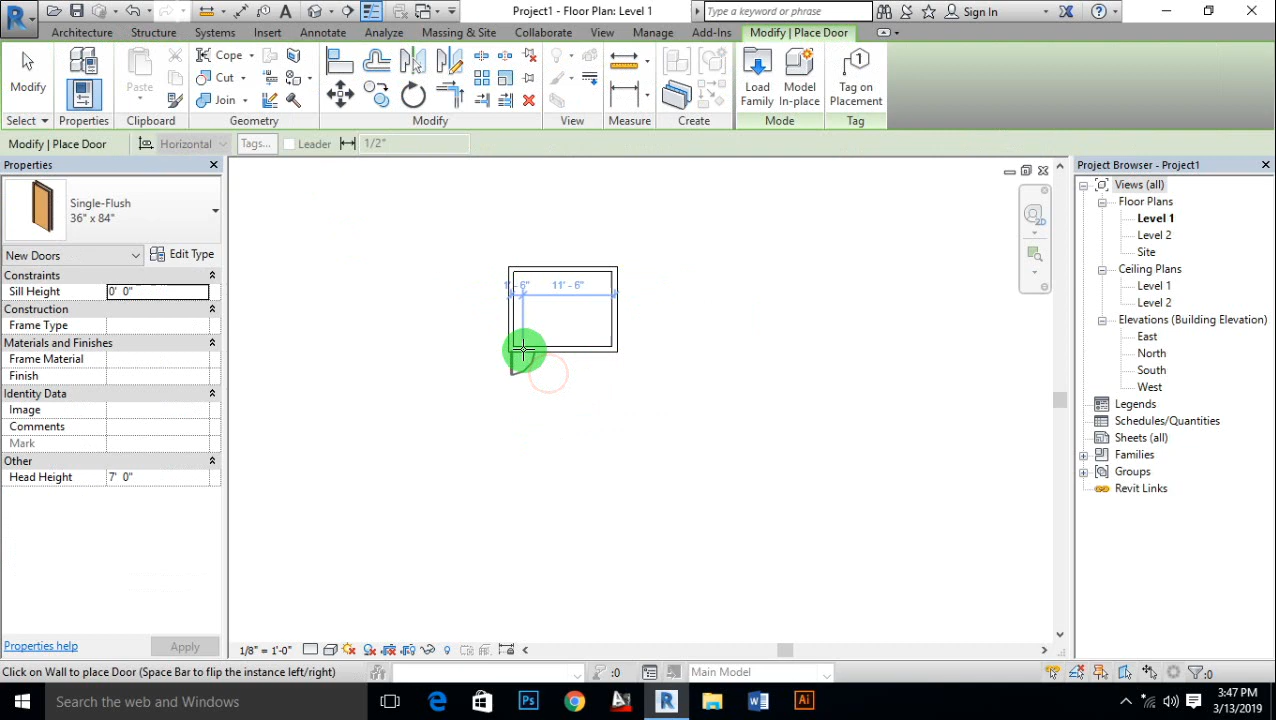 Project1 - Floor Plan: Level 1
Type a keyword or phrase
Sign In
Architecture Structure Systems Insert Annotate Analyze Massing & Site Collaborate View Manage Add-Ins Modify | Place Door
Modify
Select
Properties
Paste
Clipboard
Cope
Cut
Join
Geometry
Modify
View
Measure
Create
Load Family
Model In-place
Mode
Tag on Placement
Tag
Modify | Place Door
Horizontal
Tags...
Leader
1/2"
Properties
Single-Flush
36" x 84"
New Doors
Edit Type
Constraints
Sill Height 0' 0"
Construction
Frame Type
Materials and Finishes
Frame Material
Finish
Identity Data
Image
Comments
Mark
Other
Head Height 7' 0"
Properties help
Apply
1' - 6" 11' - 6"
2D
Project Browser - Project1
Views (all)
Floor Plans
Level 1
Level 2
Site
Ceiling Plans
Level 1
Level 2
Elevations (Building Elevation)
East
North
South
West
Legends
Schedules/Quantities
Sheets (all)
Families
Groups
Revit Links
1/8" = 1'-0"
Click on Wall to place Door (Space Bar to flip the instance left/right)
:0
Main Model
:0
Search the web and Windows
3:47 PM
3/13/2019